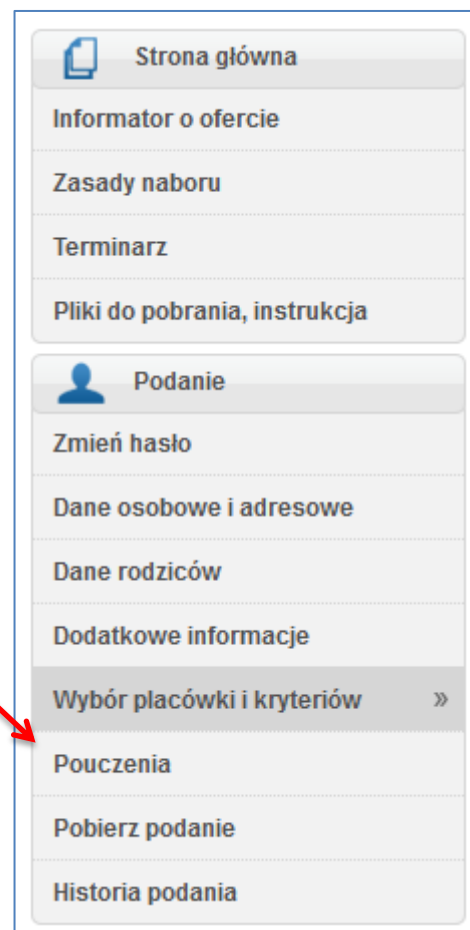 Strona główna
Informator o ofercie
Zasady naboru
Terminarz
Pliki do pobrania, instrukcja
Podanie
Zmień hasło
Dane osobowe i adresowe
Dane rodziców
Dodatkowe informacje
Wybór placówki i kryteriów »
Pouczenia
Pobierz podanie
Historia podania